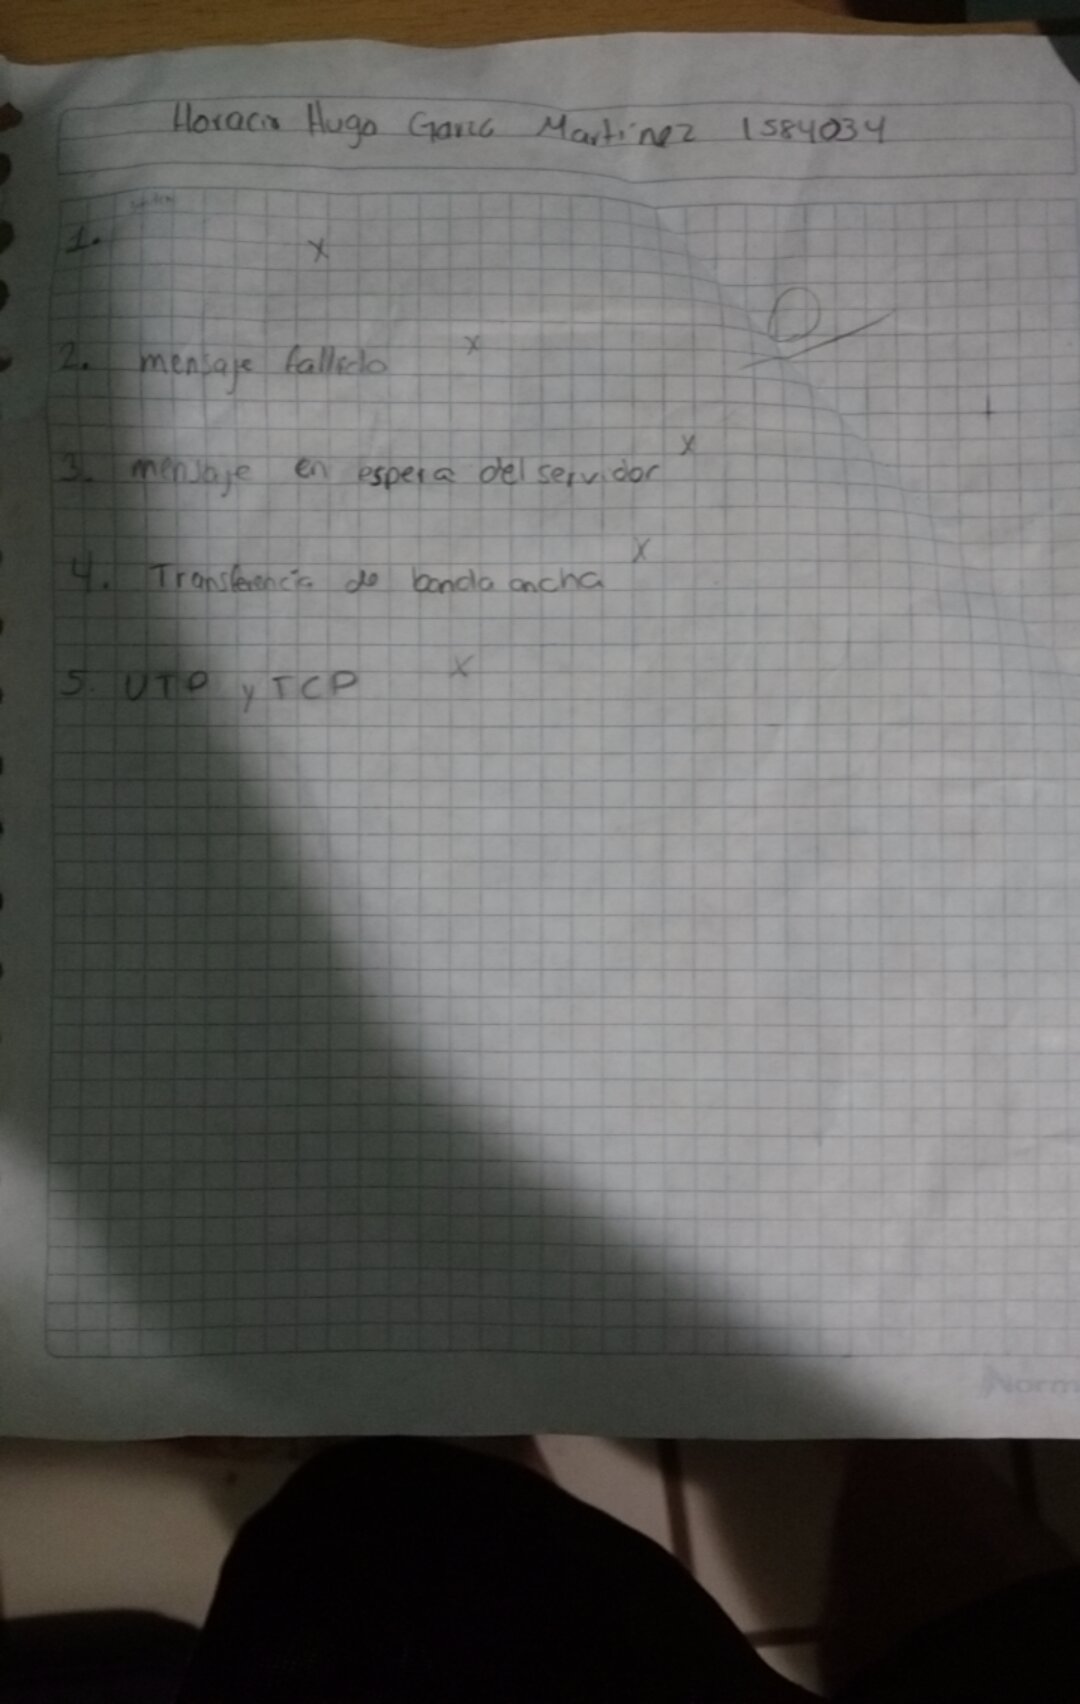 Horacio Hugo Garcia Martinez 1584034
1. x
0
2. mensaje fallido x
3. mensaje en espera del servidor x
4. Transferencia de banda ancha x
5. UTP y TCP x
Norm